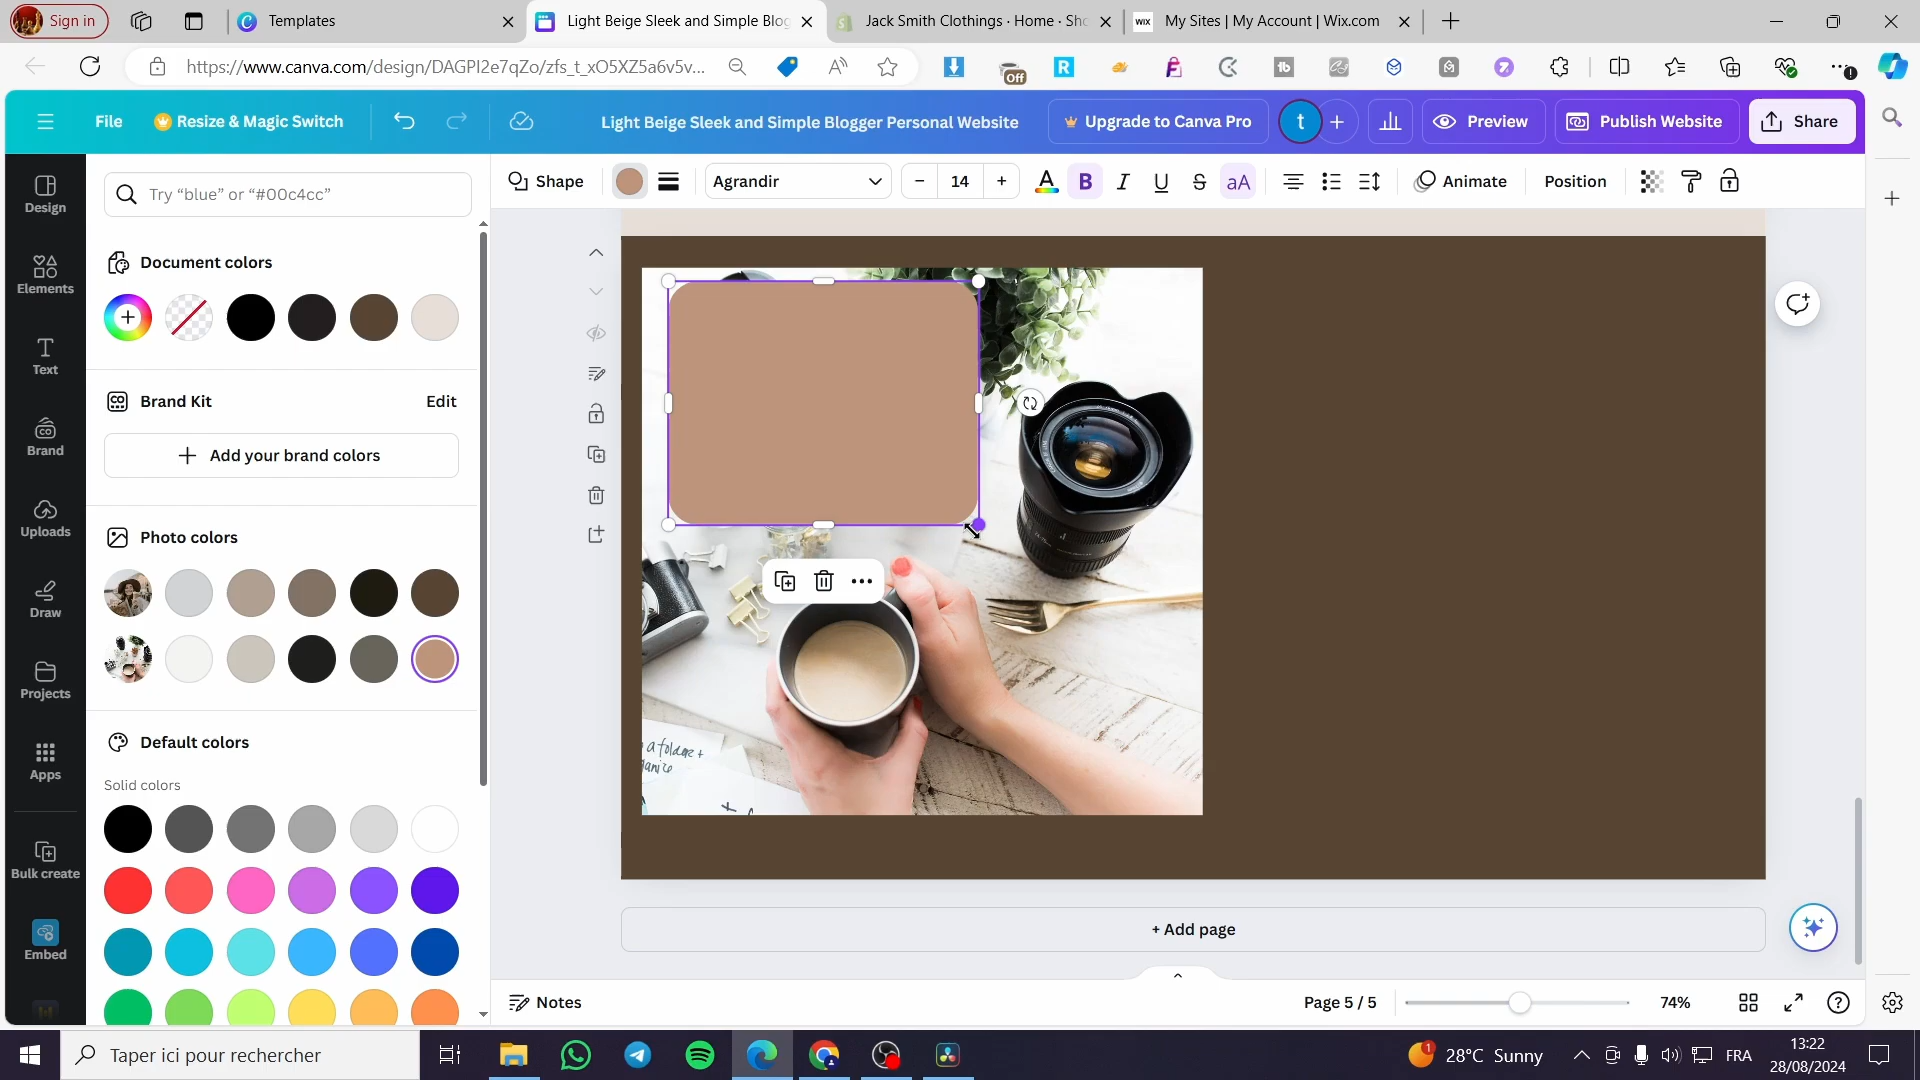 Sign in
Templates
Light Beige Sleek and Simple Blog
Jack Smith Clothings · Home · Sho
WiX
My Sites | My Account | Wix.com
https://www.canva.com/design/DAGPI2e7qZo/zfs_t_xO5XZ5a6v5v...
Off
File
Resize & Magic Switch
Light Beige Sleek and Simple Blogger Personal Website
Upgrade to Canva Pro
t
Preview
Publish Website
Share
Shape
Agrandir
14
B
I
U
S
aA
Animate
Position
Try “blue” or “#00c4cc”
Design
Elements
Text
Brand
Uploads
Draw
Projects
Apps
Bulk create
Embed
Document colors
Brand Kit
Edit
Add your brand colors
Photo colors
Default colors
Solid colors
+ Add page
Notes
Page 5 / 5
74%
Taper ici pour rechercher
1
28°C Sunny
FRA
13:22
28/08/2024